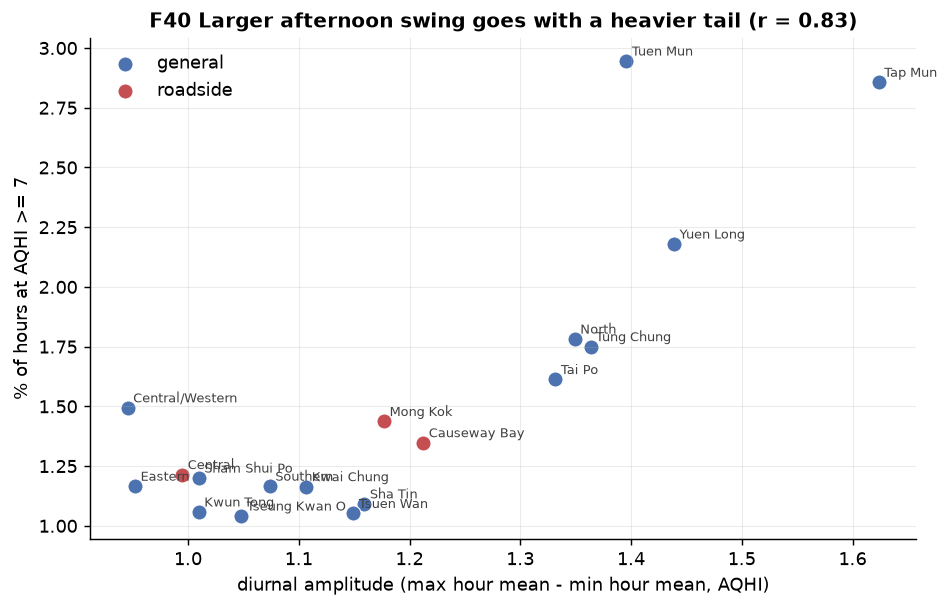 F40 Larger afternoon swing goes with a heavier tail (r = 0.83)
general
roadside
Tuen Mun
Tap Mun
Yuen Long
North
Tung Chung
Tai Po
Central/Western
Mong Kok
Causeway Bay
Central
Sham Shui Po
Eastern
Southern
Kwai Chung
Sha Tin
Tsuen Wan
Kwun Tong
Tseung Kwan O
3.00
2.75
2.50
2.25
2.00
1.75
1.50
1.25
1.00
% of hours at AQHI >= 7
1.0
1.1
1.2
1.3
1.4
1.5
1.6
diurnal amplitude (max hour mean - min hour mean, AQHI)